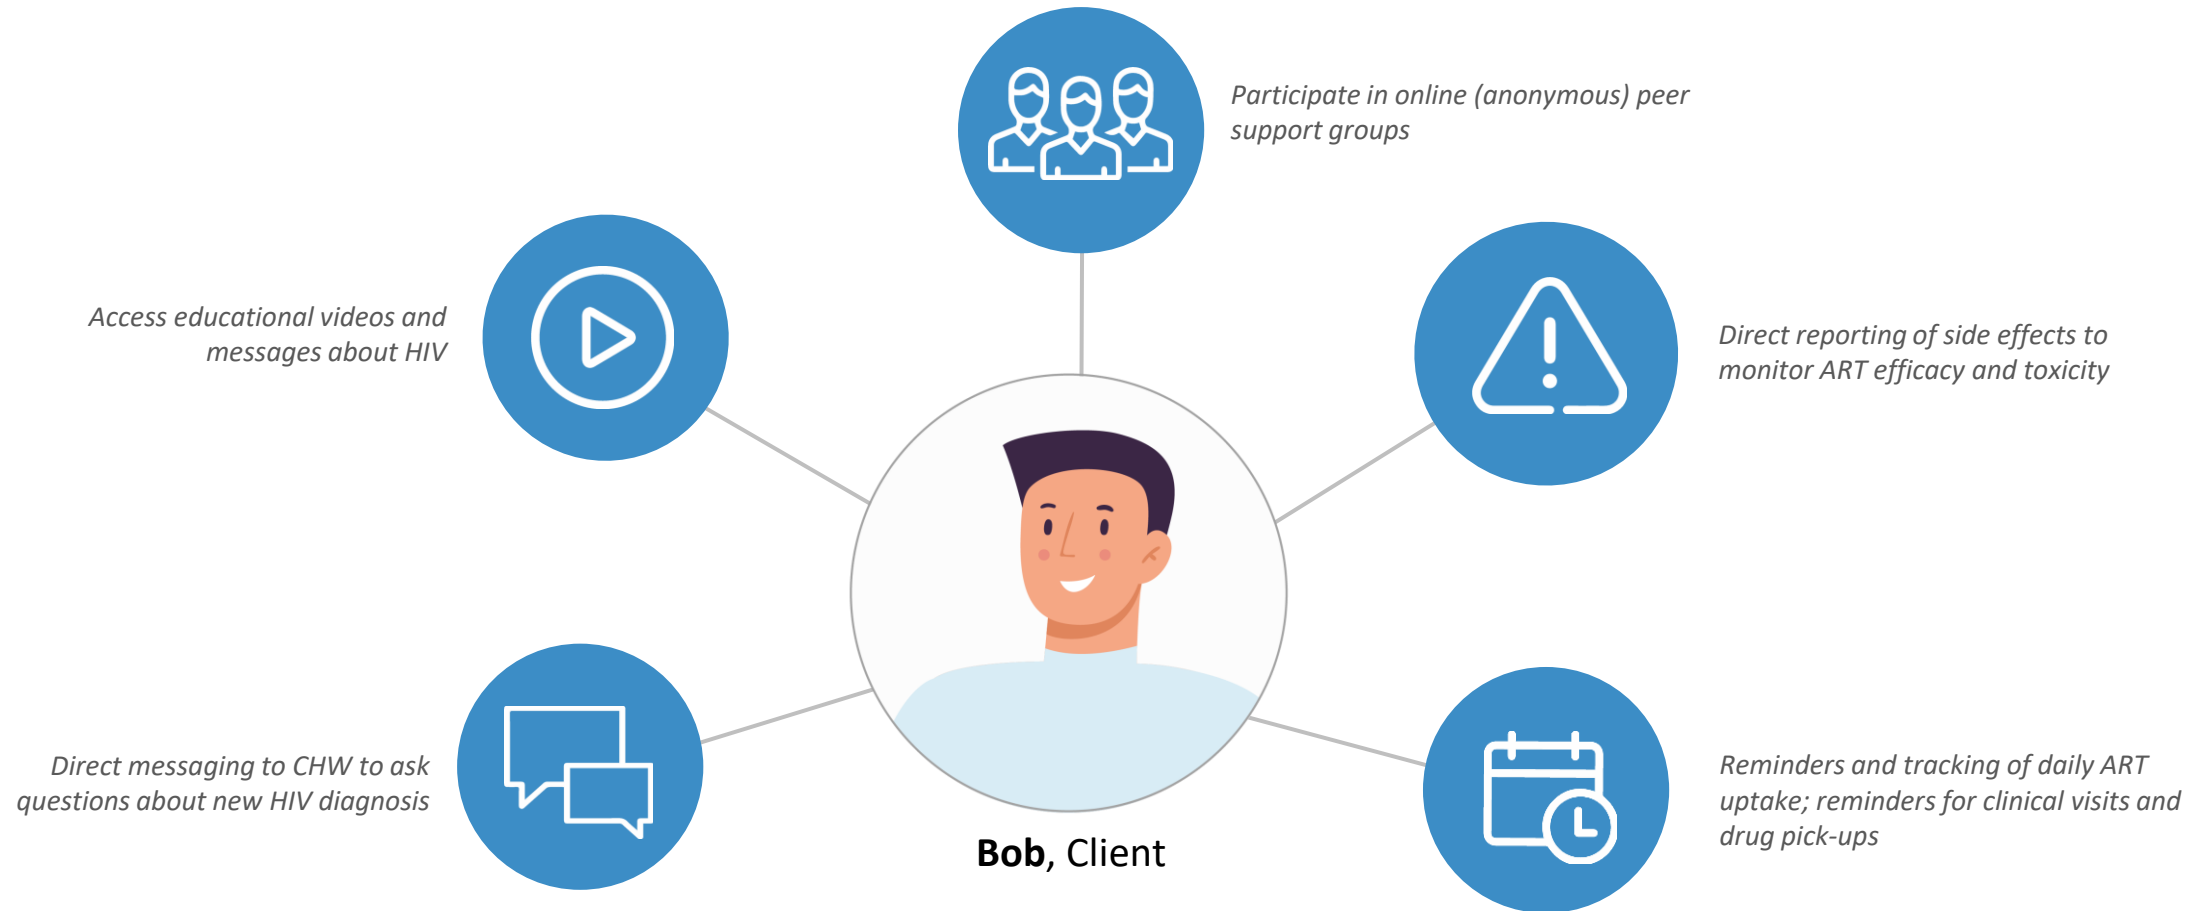 Participate in online (anonymous) peer
support groups
Access educational videos and
messages about HIV
Direct reporting of side effects to
monitor ART efficacy and toxicity
Direct messaging to CHW to ask
questions about new HIV diagnosis
Reminders and tracking of daily ART
uptake; reminders for clinical visits and
drug pick-ups
Bob, Client